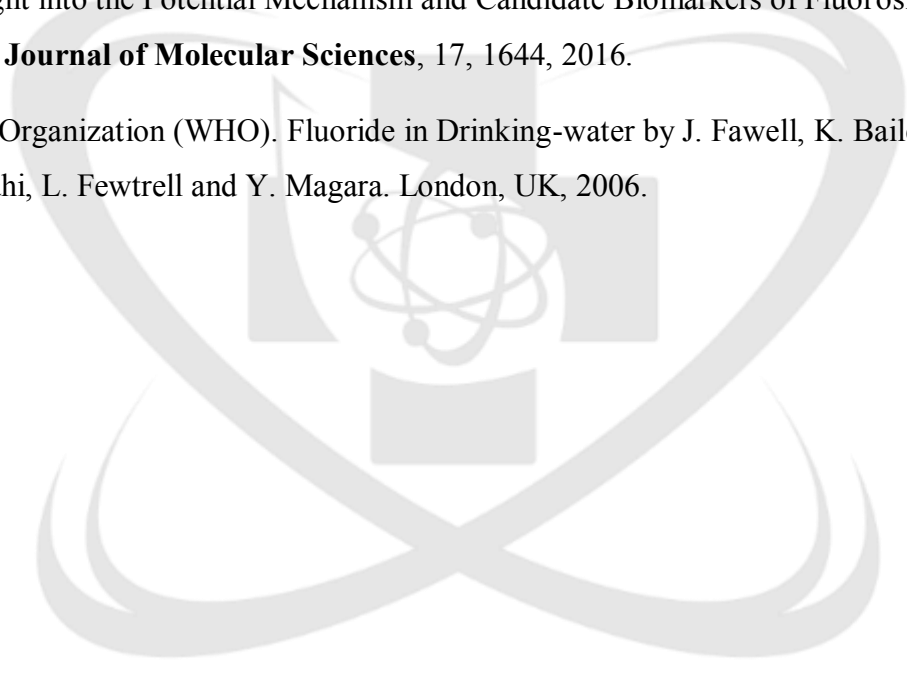 ght into the Potential Mechanism and Candidate Biomarkers of Fluoros
Journal of Molecular Sciences, 17, 1644, 2016.
Organization (WHO). Fluoride in Drinking-water by J. Fawell, K. Bail
hi, L. Fewtrell and Y. Magara. London, UK, 2006.